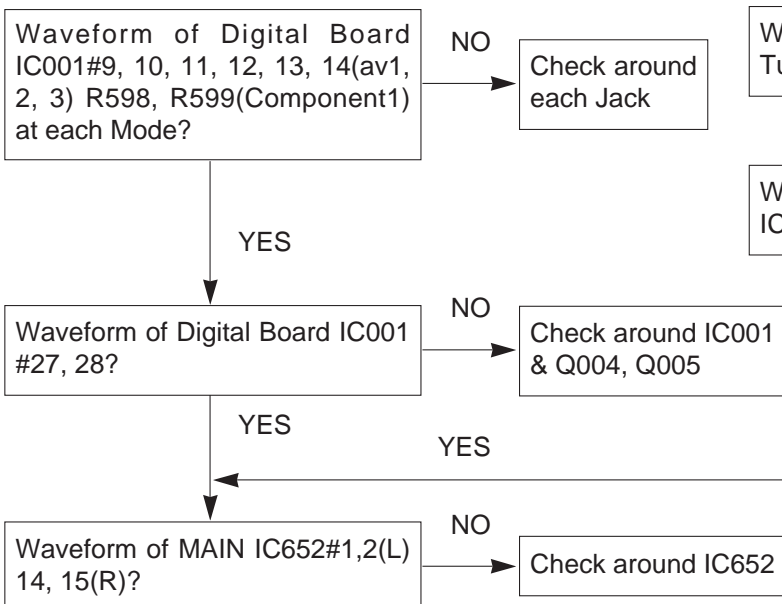 Waveform of Digital Board
IC001#9, 10, 11, 12, 13, 14(av1,
2, 3) R598, R599(Component1)
at each Mode?
NO
Check around
each Jack
YES
Waveform of Digital Board IC001
#27, 28?
NO
Check around IC001
& Q004, Q005
YES
YES
Waveform of MAIN IC652#1,2(L)
14, 15(R)?
NO
Check around IC652